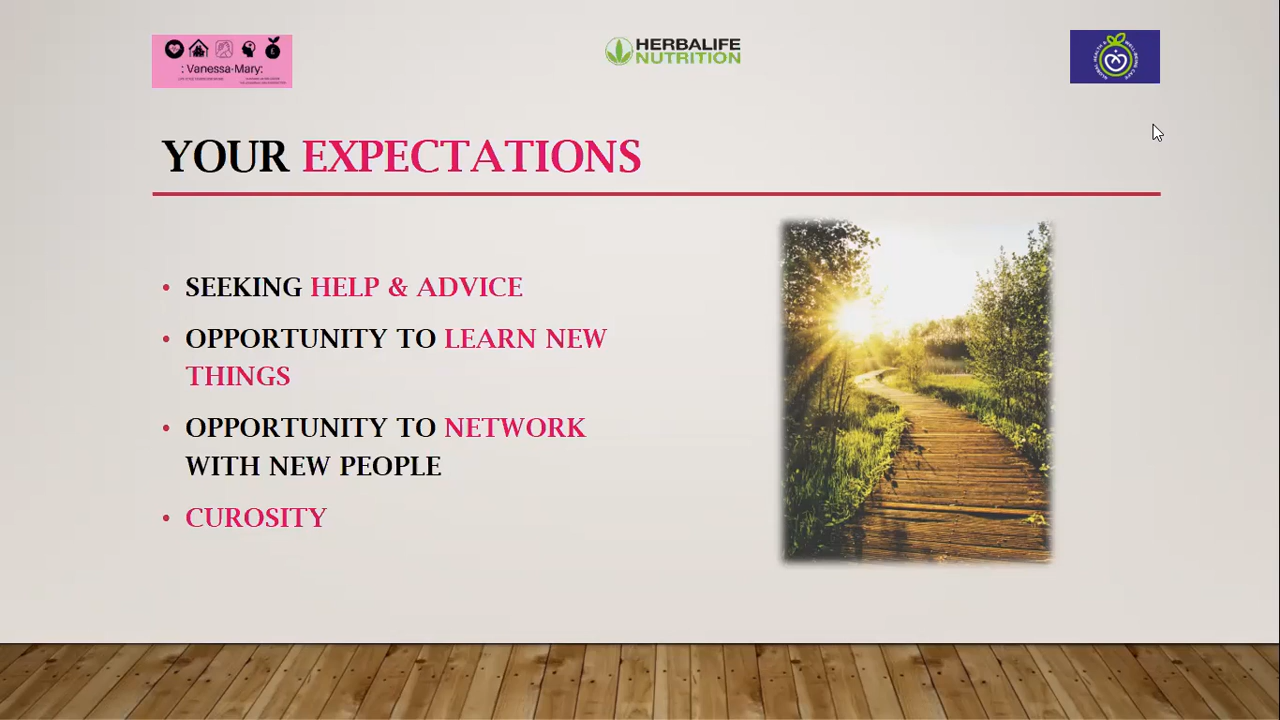 : Vanessa-Mary:
HERBALIFE
NUTRITION
YOUR EXPECTATIONS
• SEEKING HELP & ADVICE
• OPPORTUNITY TO LEARN NEW
THINGS
• OPPORTUNITY TO NETWORK
WITH NEW PEOPLE
• CUROSITY